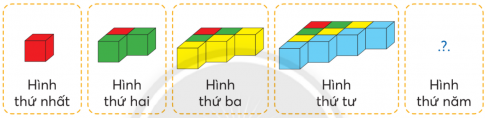 .?.
Hình
thứ nhất
Hình
thứ hai
Hình
thứ ba
Hình
thứ tư
Hình
thứ năm